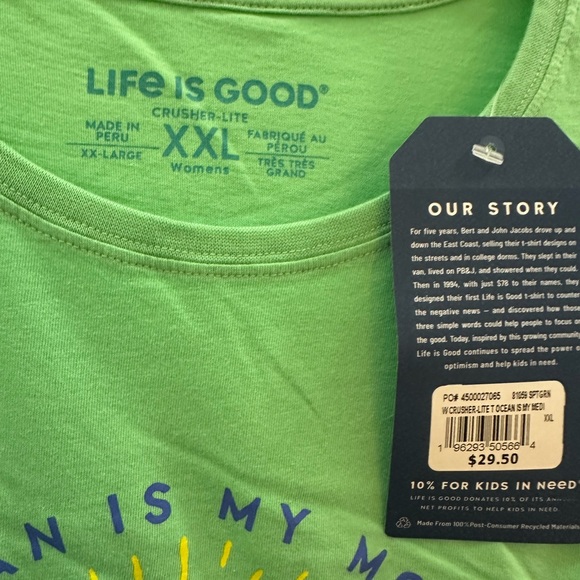 LIFE IS GOOD®
CRUSHER-LITE
MADE IN PERU
XX-LARGE
XXL
Womens
FABRIQUÉ AU PÉROU
TRÈS TRÈS GRAND
OUR STORY
For five years, Bert and John Jacobs drove up and
down the East Coast, selling their t-shirt designs on
the streets and in college dorms. They slept in their
van, lived on PB&J, and showered when they could.
Then in 1994, with just $78 to their names, they
designed their first Life is Good t-shirt to counter
the negative news — and discovered how those
three simple words could help people to focus on
the good. Today, inspired by this growing community
Life is Good continues to spread the power of
optimism and help kids in need.
PO# 4500027065 81059 SPTGRN
W CRUSHER-LITE T OCEAN IS MY MEDI
XXL
1 96293 50566 4
$29.50
10% FOR KIDS IN NEED
LIFE IS GOOD DONATES 10% OF ITS
NET PROFITS TO HELP KIDS IN NEED.
Made From 100% Post-Consumer Recycled Materials
AN IS MY M